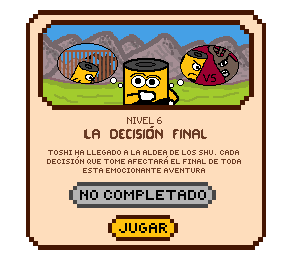 VS
NIVEL 6
LA DECISIÓN FINAL
TOSHI HA LLEGADO A LA ALDEA DE LOS SHU. CADA
DECISIÓN QUE TOME AFECTARÁ EL FINAL DE TODA
ESTA EMOCIONANTE AVENTURA
NO COMPLETADO
JUGAR